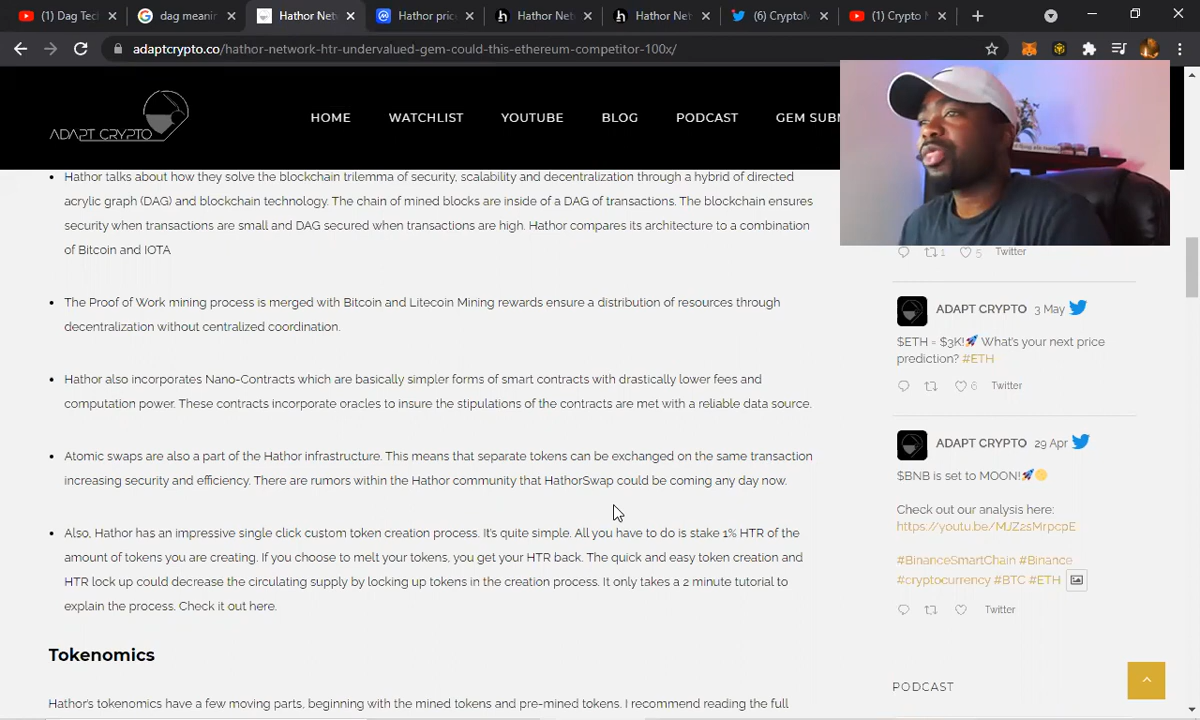 (1) Dag Tec
dag meani
Hathor Net
Hathor pric
Hathor Net
Hathor Net
(6) CryptoM
(1) Crypto N
adaptcrypto.co/hathor-network-htr-undervalued-gem-could-this-ethereum-competitor-100x/
ADAPT CRYPTO
HOME WATCHLIST YOUTUBE BLOG PODCAST GEM SUBM
Hathor talks about how they solve the blockchain trilemma of security, scalability and decentralization through a hybrid of directed
acrylic graph (DAG) and blockchain technology. The chain of mined blocks are inside of a DAG of transactions. The blockchain ensures
security when transactions are small and DAG secured when transactions are high. Hathor compares its architecture to a combination
of Bitcoin and IOTA
The Proof of Work mining process is merged with Bitcoin and Litecoin Mining rewards ensure a distribution of resources through
decentralization without centralized coordination.
Hathor also incorporates Nano-Contracts which are basically simpler forms of smart contracts with drastically lower fees and
computation power. These contracts incorporate oracles to insure the stipulations of the contracts are met with a reliable data source.
Atomic swaps are also a part of the Hathor infrastructure. This means that separate tokens can be exchanged on the same transaction
increasing security and efficiency. There are rumors within the Hathor community that HathorSwap could be coming any day now.
Also, Hathor has an impressive single click custom token creation process. It's quite simple. All you have to do is stake 1% HTR of the
amount of tokens you are creating. If you choose to melt your tokens, you get your HTR back. The quick and easy token creation and
HTR lock up could decrease the circulating supply by locking up tokens in the creation process. It only takes a 2 minute tutorial to
explain the process. Check it out here.
Tokenomics
Hathor's tokenomics have a few moving parts, beginning with the mined tokens and pre-mined tokens. I recommend reading the full
1 5 Twitter
ADAPT CRYPTO 3 May
$ETH = $3K!🚀 What's your next price
prediction? #ETH
6 Twitter
ADAPT CRYPTO 29 Apr
$BNB is set to MOON!🚀🌕
Check out our analysis here:
https://youtu.be/MJZ2sMrpcpE
#BinanceSmartChain #Binance
#cryptocurrency #BTC #ETH
Twitter
PODCAST